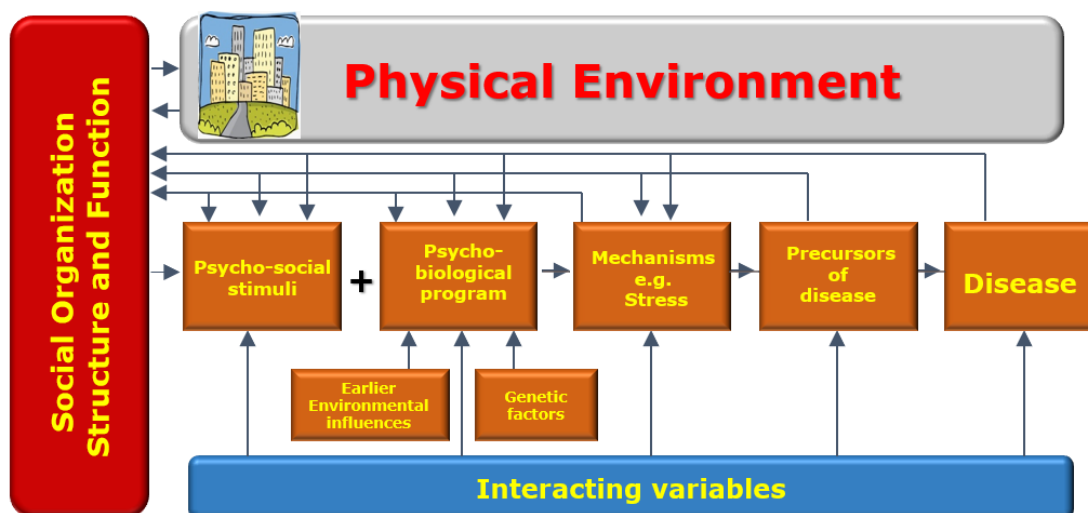 Social Organization
Structure and Function
Physical Environment
Psycho-social
stimuli
+
Psycho-
biological
program
Mechanisms
e.g.
Stress
Precursors
of
disease
Disease
Earlier
Environmental
influences
Genetic
factors
Interacting variables